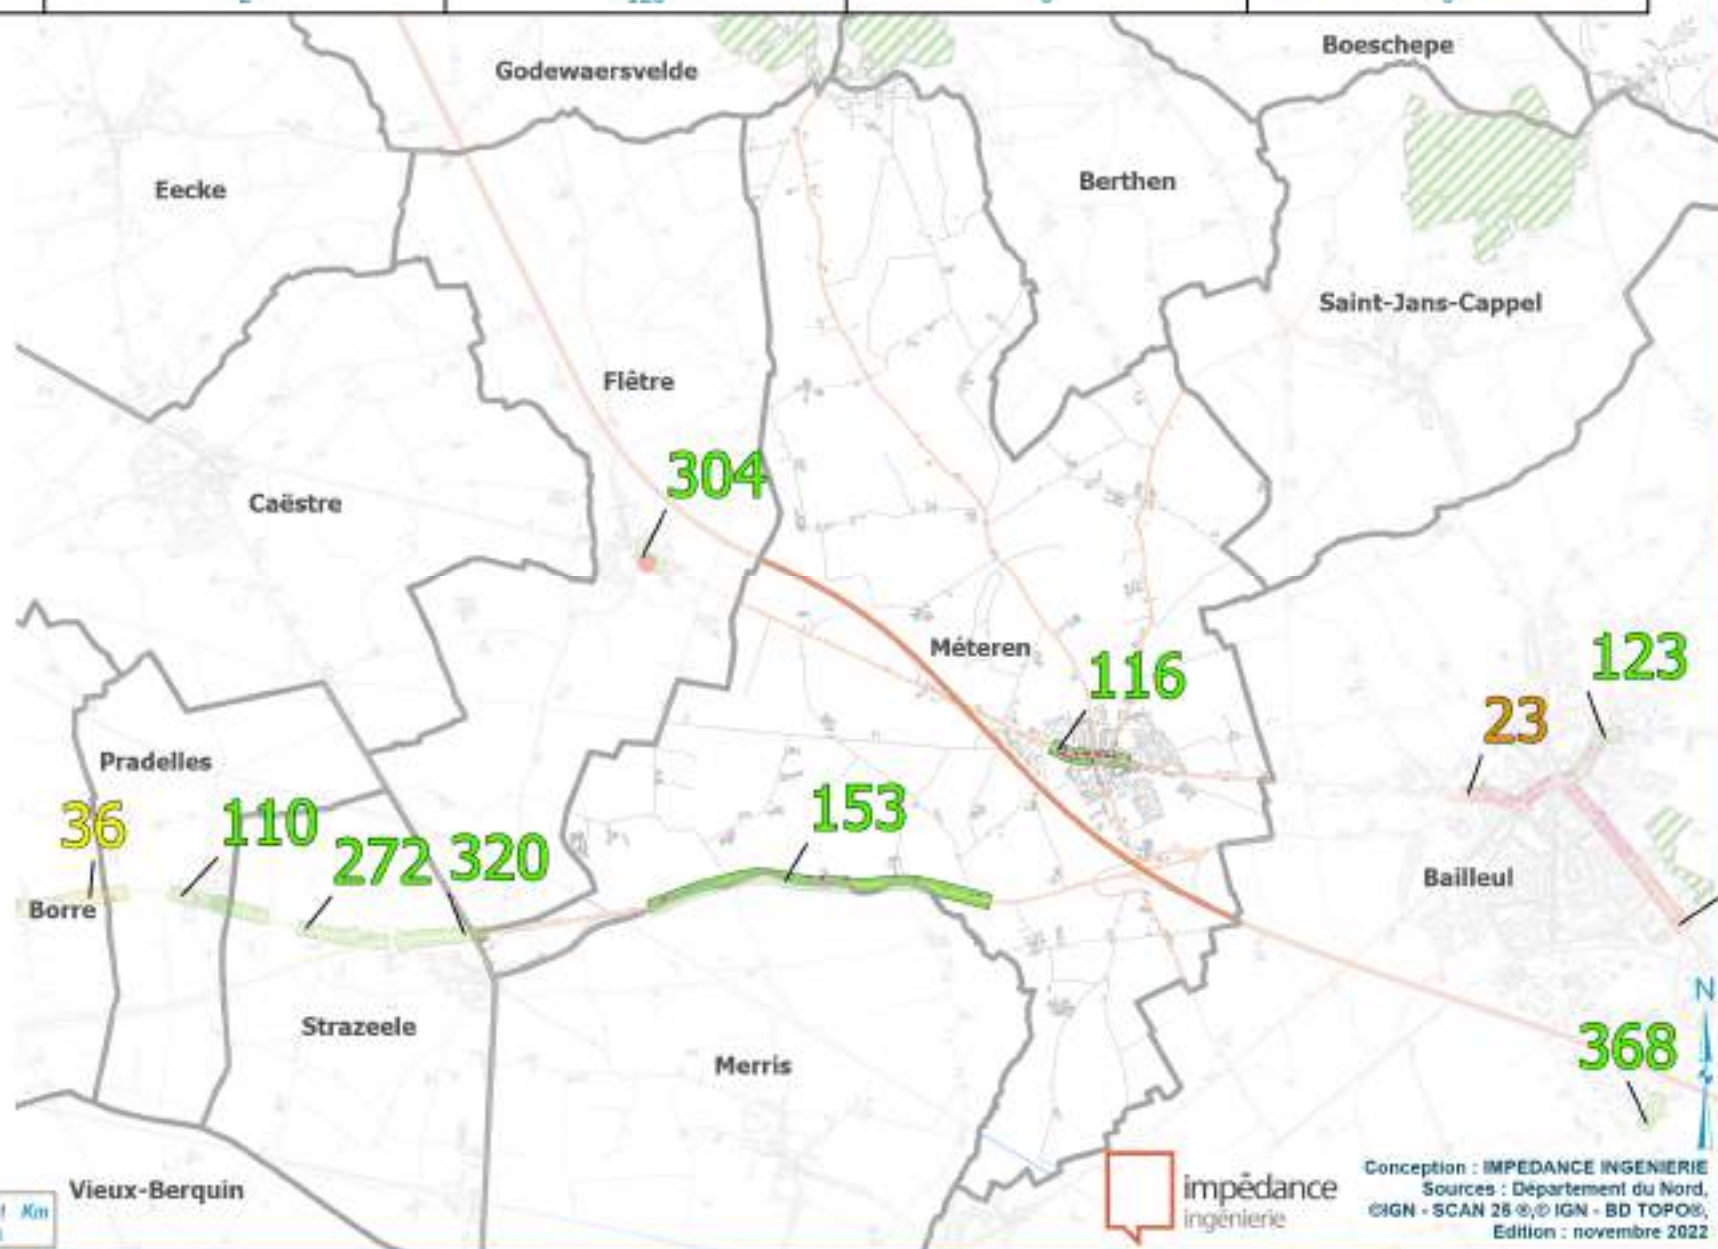 Boeschepe
Godewaersvelde
Berthen
Eecke
Saint-Jans-Cappel
Flêtre
304
Caëstre
Méteren
123
116
23
Pradelles
153
36
110
272
320
Bailleul
Borre
Strazeele
N
368
Merris
Vieux-Berquin
Km
impédance
ingénierie
Conception : IMPEDANCE INGENIERIE
Sources : Département du Nord,
©IGN - SCAN 25 ®,© IGN - BD TOPO®,
Edition : novembre 2022